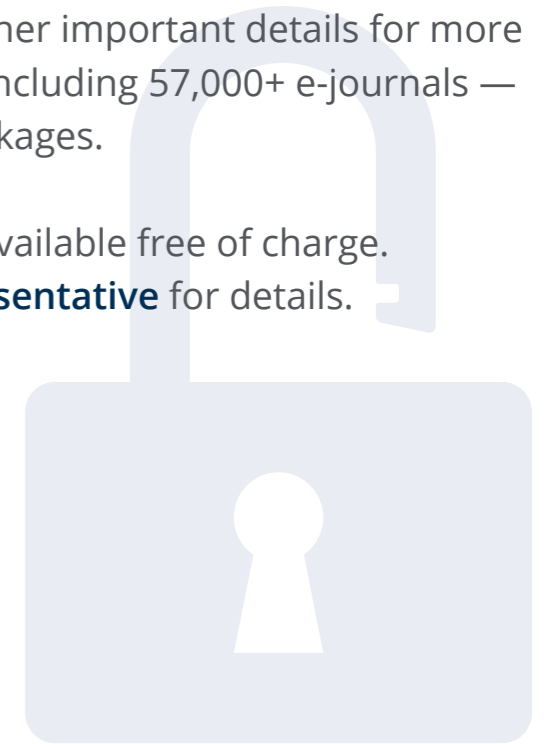 her important details for more
ncluding 57,000+ e-journals —
kages.
vailable free of charge.
sentative for details.